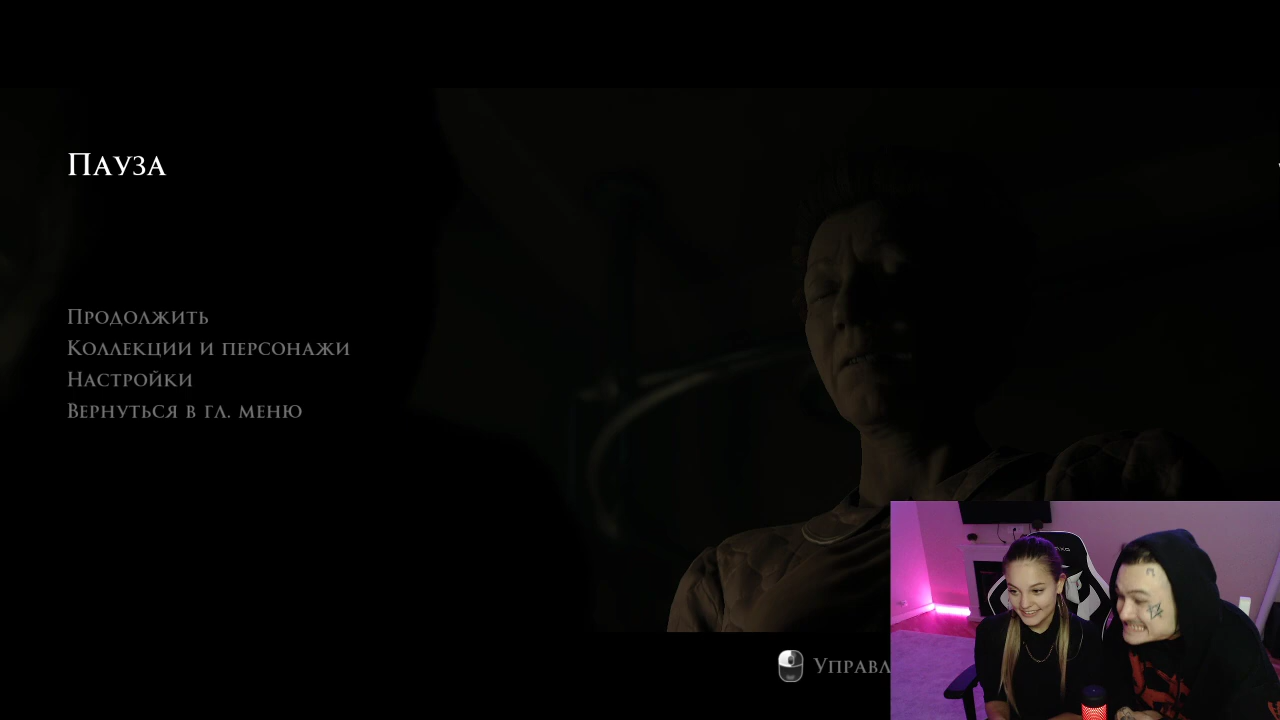 Пауза
Продолжить
Коллекции и персонажи
Настройки
Вернуться в гл. меню